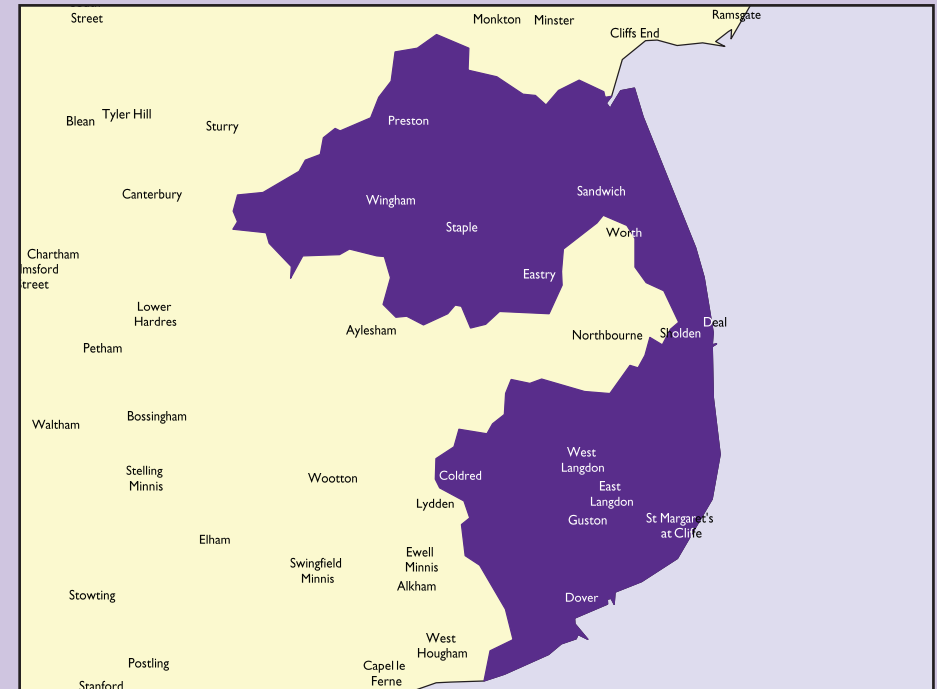 Street
Monkton
Minster
Ramsgate
Cliffs End
Blean
Tyler Hill
Sturry
Preston
Canterbury
Wingham
Sandwich
Staple
Worth
Chartham
lmsford
treet
Eastry
Lower
Hardres
Petham
Aylesham
Northbourne
Sholden
Deal
Waltham
Bossingham
Stelling
Minnis
Wootton
Coldred
West
Langdon
East
Langdon
Lydden
Guston
St Margaret's
at Cliffe
Elham
Swingfield
Minnis
Ewell
Minnis
Alkham
Stowting
Dover
West
Hougham
Postling
Capel le
Ferne
Stanford